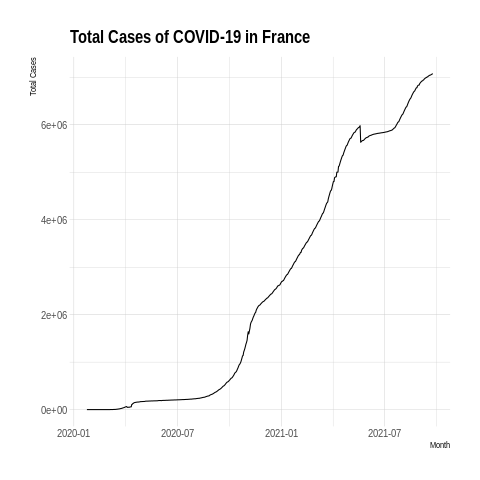 Total Cases of COVID-19 in France
Total Cases
6e+06
4e+06
2e+06
0e+00
2020-01 2020-07 2021-01 2021-07
Month